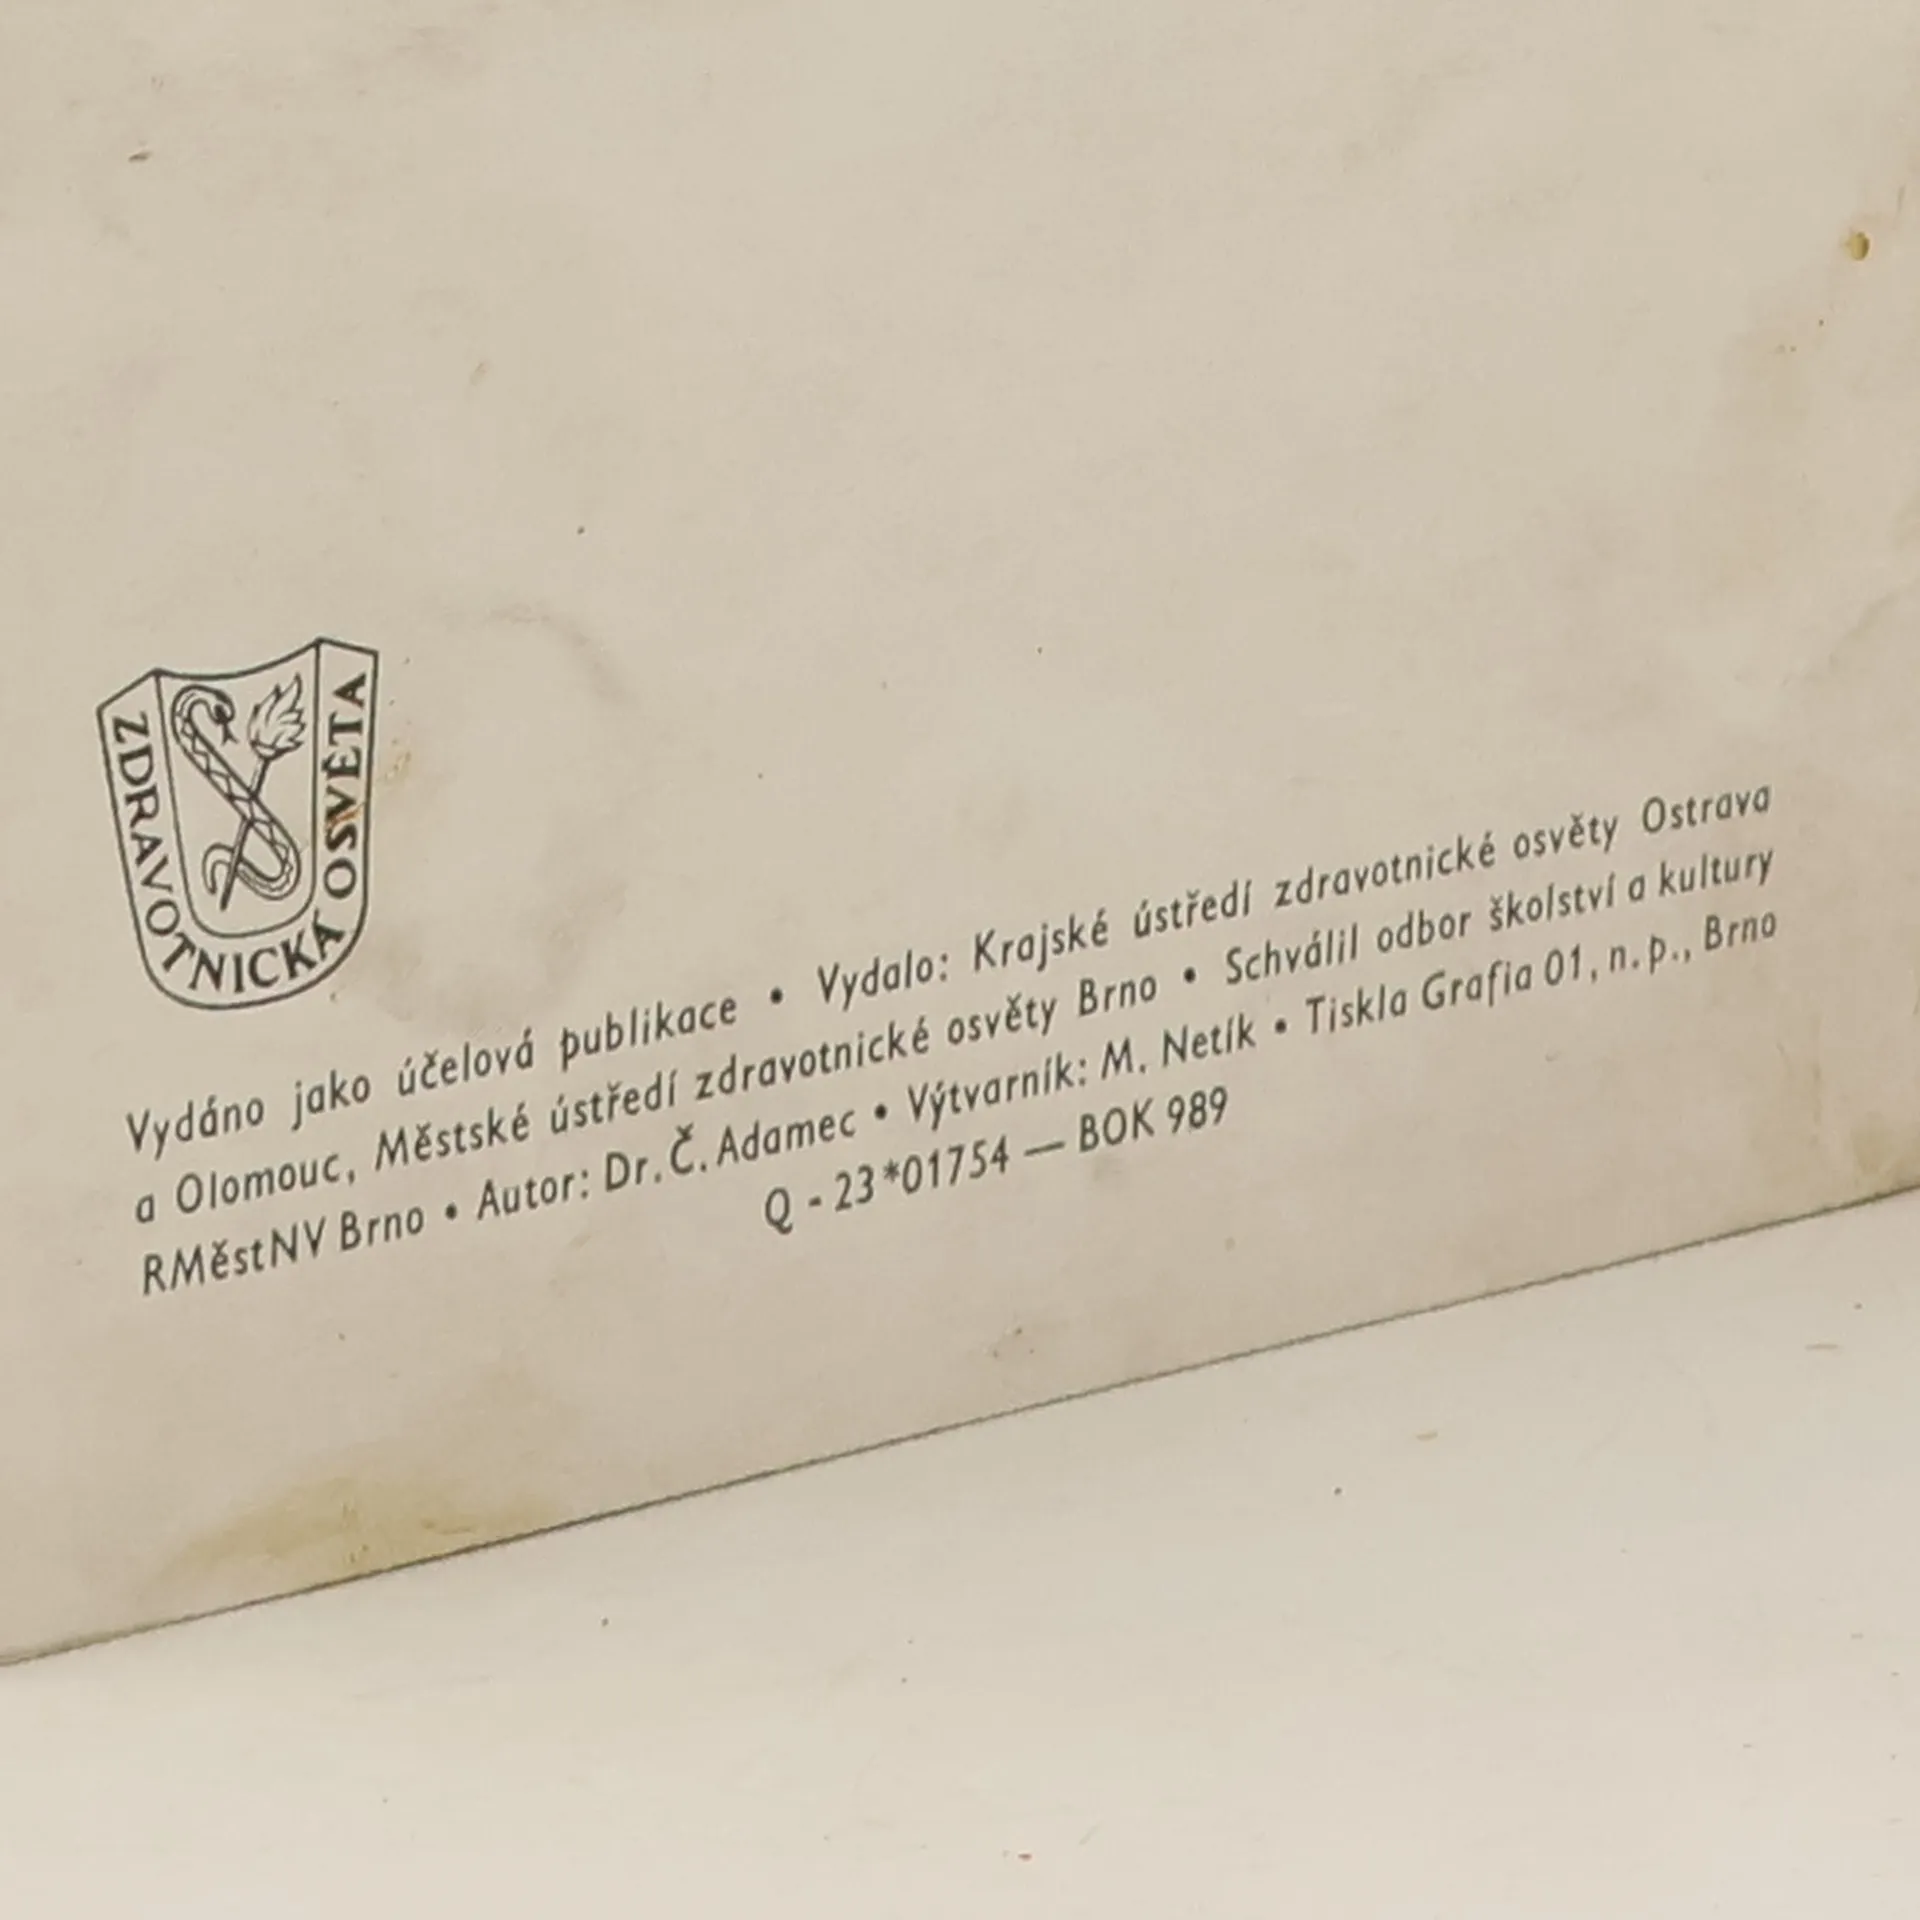 ZDRAVOTNICKÁ OSVĚTA
Vydáno jako účelová publikace • Vydalo: Krajské ústředí zdravotnické osvěty Ostrava
a Olomouc, Městské ústředí zdravotnické osvěty Brno • Schválil odbor školství a kultury
RMěstNV Brno • Autor: Dr. Č. Adamec • Výtvarník: M. Netík • Tiskla Grafia 01, n. p., Brno
Q - 23*01754 — BOK 989